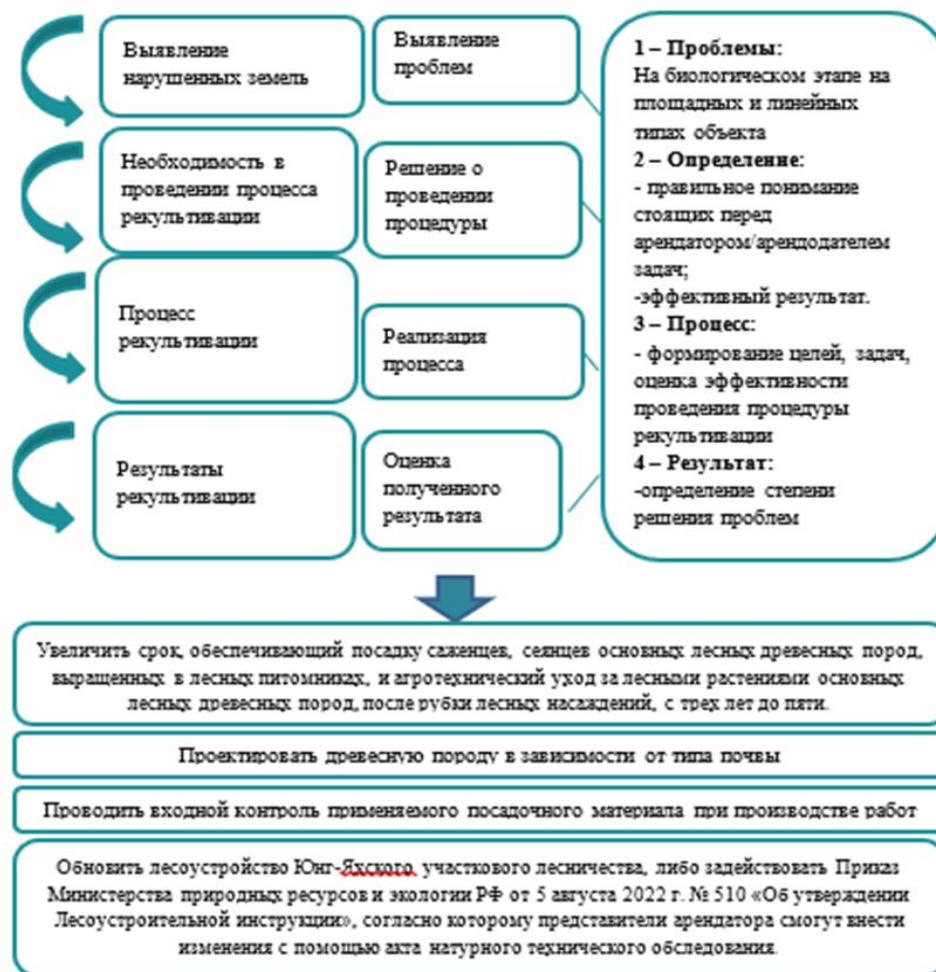 Выявление
нарушенных земель
Выявление
проблем
Необходимость в
проведении процесса
рекультивации
Решение о
проведении
процедуры
Процесс
рекультивации
Реализация
процесса
Результаты
рекультивации
Оценка
полученного
результата
1 – Проблемы:
На биологическом этапе на
площадных и линейных
типах объекта
2 – Определение:
- правильное понимание
стоящих перед
арендатором/арендодателем
задач;
-эффективный результат.
3 – Процесс:
- формирование целей, задач,
оценка эффективности
проведения процедуры
рекультивации
4 – Результат:
-определение степени
решения проблем
Увеличить срок, обеспечивающий посадку саженцев, сеянцев основных лесных древесных пород,
выращенных в лесных питомниках, и агротехнический уход за лесными растениями основных
лесных древесных пород, после рубки лесных насаждений, с трех лет до пяти.
Проектировать древесную породу в зависимости от типа почвы
Проводить входной контроль применяемого посадочного материала при производстве работ
Обновить лесоустройство Юнг-Яхского участкового лесничества, либо задействовать Приказ
Министерства природных ресурсов и экологии РФ от 5 августа 2022 г. № 510 «Об утверждении
Лесоустроительной инструкции», согласно которому представители арендатора смогут внести
изменения с помощью акта натурного технического обследования.